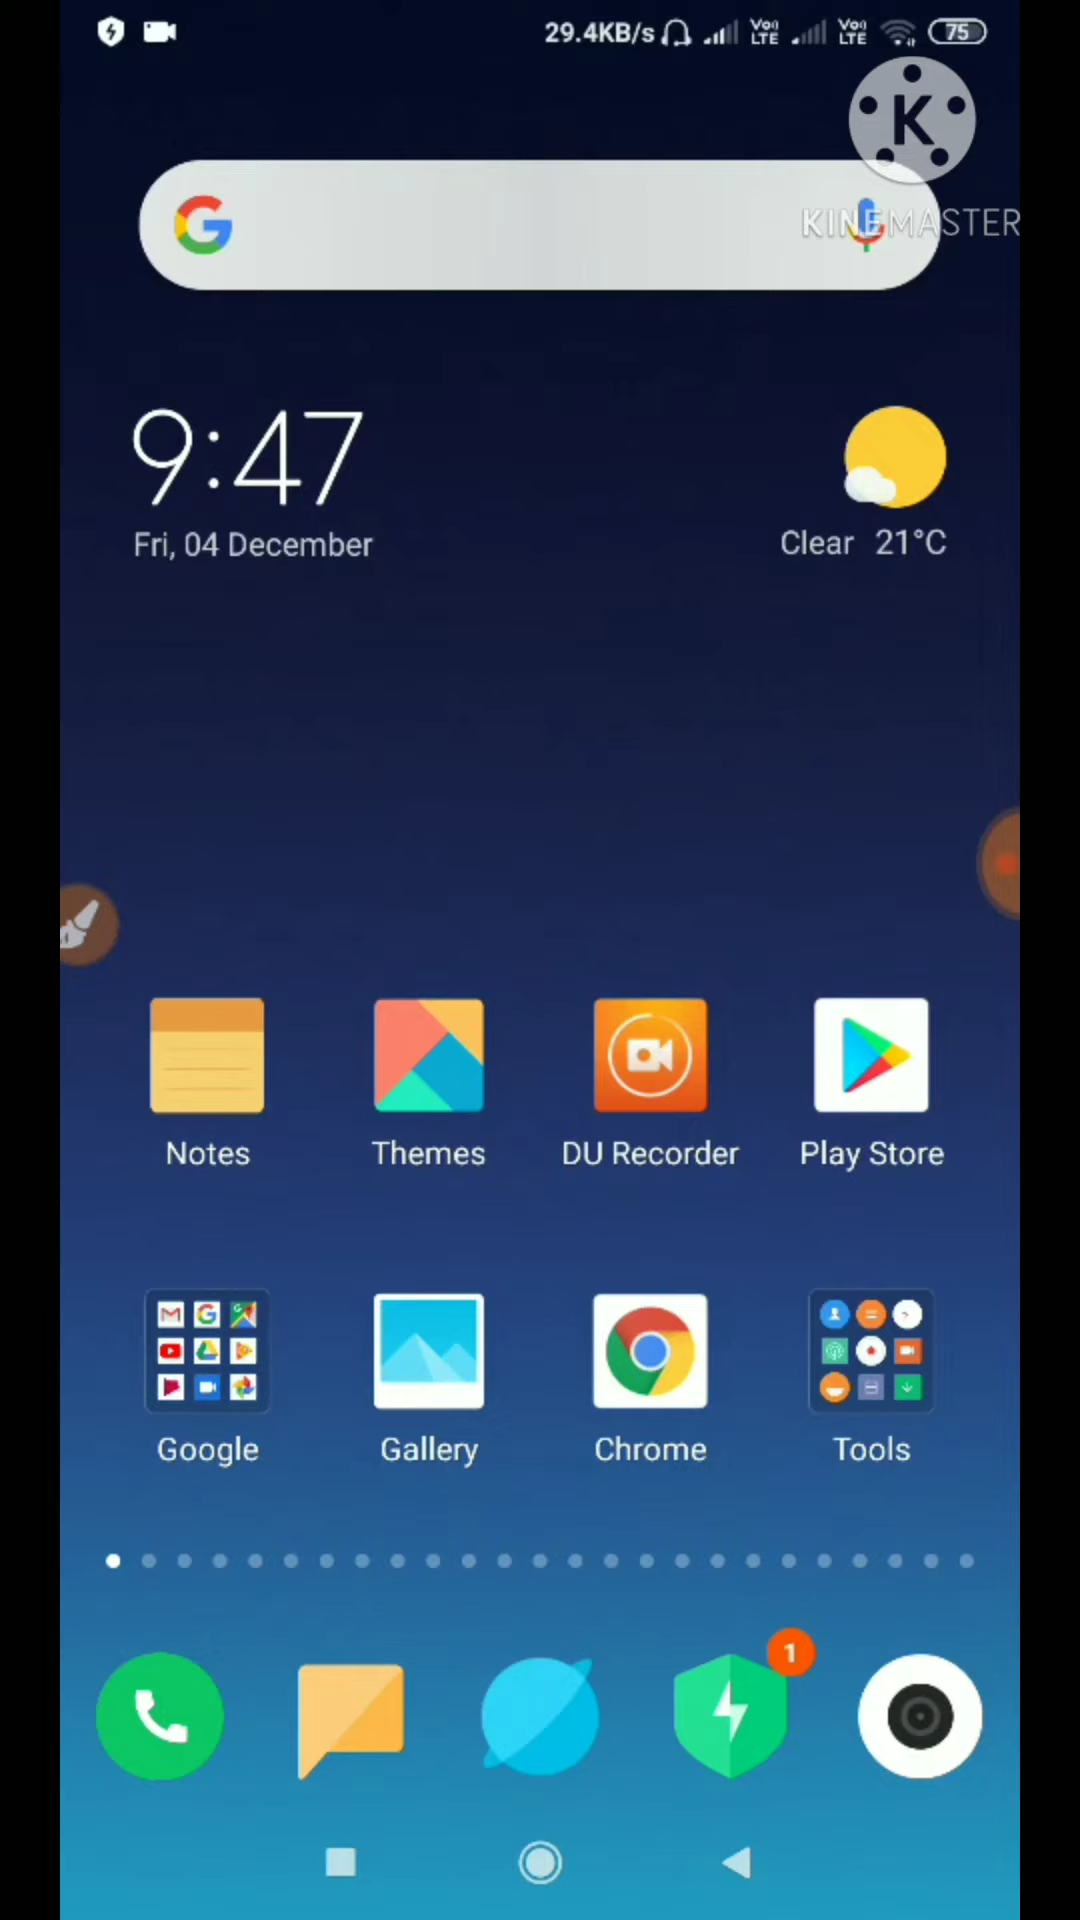 29.4KB/s Vo LTE Vo LTE 75
K
KINEMASTER
9:47
Fri, 04 December
Clear 21°C
Notes Themes DU Recorder Play Store
Google Gallery Chrome Tools
1